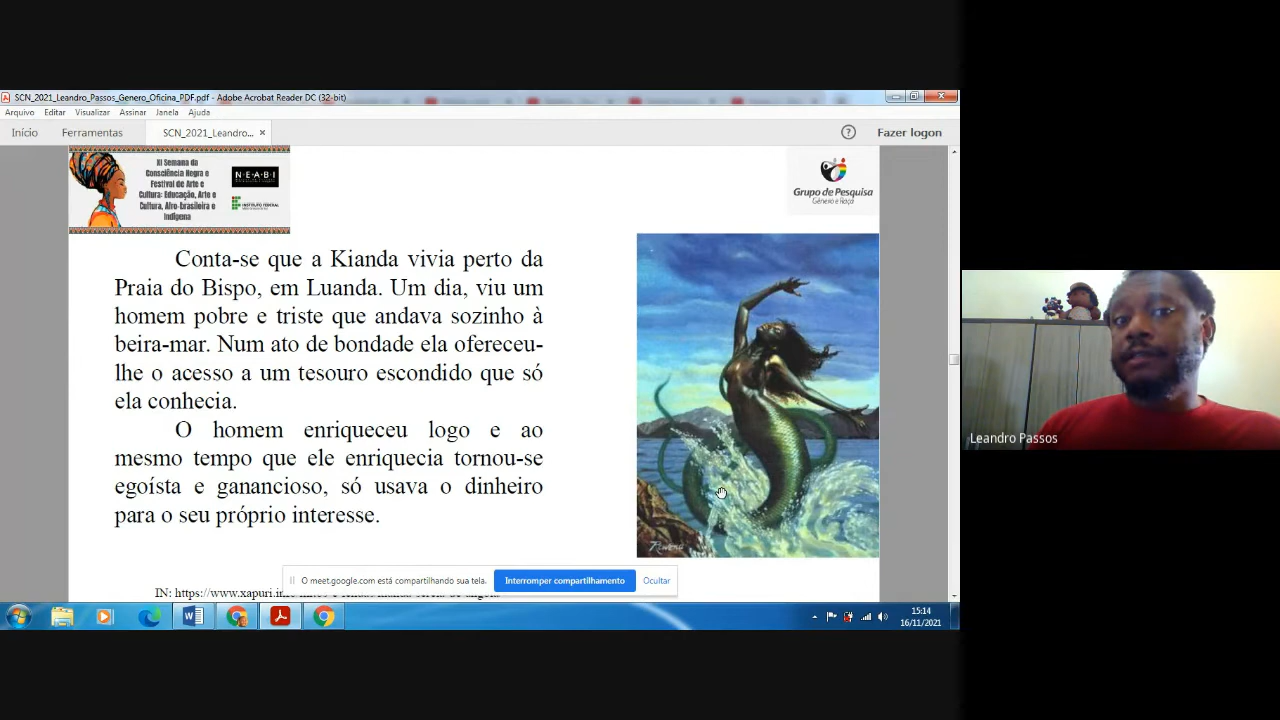 SCN_2021_Leandro_Passos_Genero_Oficina_PDF.pdf - Adobe Acrobat Reader DC (32-bit)
Arquivo Editar Visualizar Assinar Janela Ajuda
Início Ferramentas SCN_2021_Leandro... × ? Fazer logon
XI Semana da
Consciência Negra e
Festival de Arte e
Cultura: Educação, Arte e
Cultura, Afro-brasileira e
Indígena
N-E-A-B-I
INSTITUTO FEDERAL
Grupo de Pesquisa
Gênero e Raça
Conta-se que a Kianda vivia perto da
Praia do Bispo, em Luanda. Um dia, viu um
homem pobre e triste que andava sozinho à
beira-mar. Num ato de bondade ela ofereceu-
lhe o acesso a um tesouro escondido que só
ela conhecia.
O homem enriqueceu logo e ao
mesmo tempo que ele enriquecia tornou-se
egoísta e ganancioso, só usava o dinheiro
para o seu próprio interesse.
Leandro Passos
O meet.google.com está compartilhando sua tela. Interromper compartilhamento Ocultar
IN: https://www.xapuri.info
15:14
16/11/2021